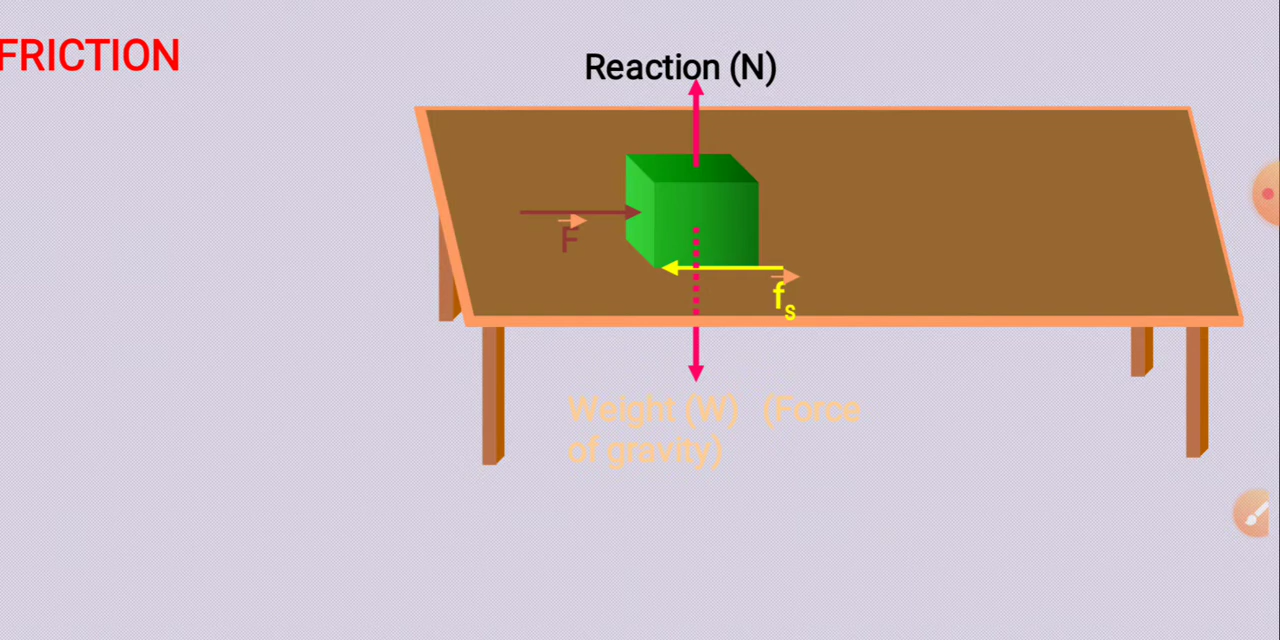 FRICTION
Reaction (N)
F
fs
Weight (W) (Force
of gravity)